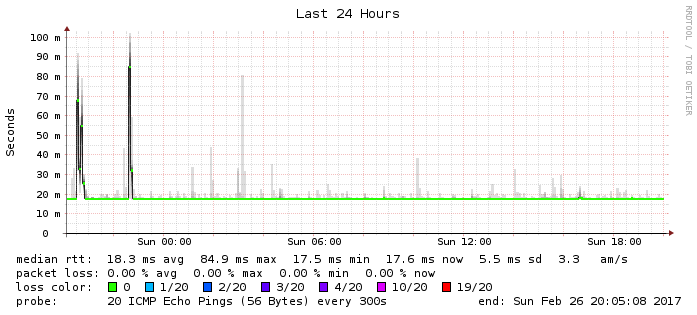 Last 24 Hours
RRDTOOL / TOBI OETIKER
Seconds
100 m
90 m
80 m
70 m
60 m
50 m
40 m
30 m
20 m
10 m
0
Sun 00:00 Sun 06:00 Sun 12:00 Sun 18:00
median rtt: 18.3 ms avg 84.9 ms max 17.5 ms min 17.6 ms now 5.5 ms sd 3.3 am/s
packet loss: 0.00 % avg 0.00 % max 0.00 % min 0.00 % now
loss color: 0 1/20 2/20 3/20 4/20 10/20 19/20
probe: 20 ICMP Echo Pings (56 Bytes) every 300s end: Sun Feb 26 20:05:08 2017